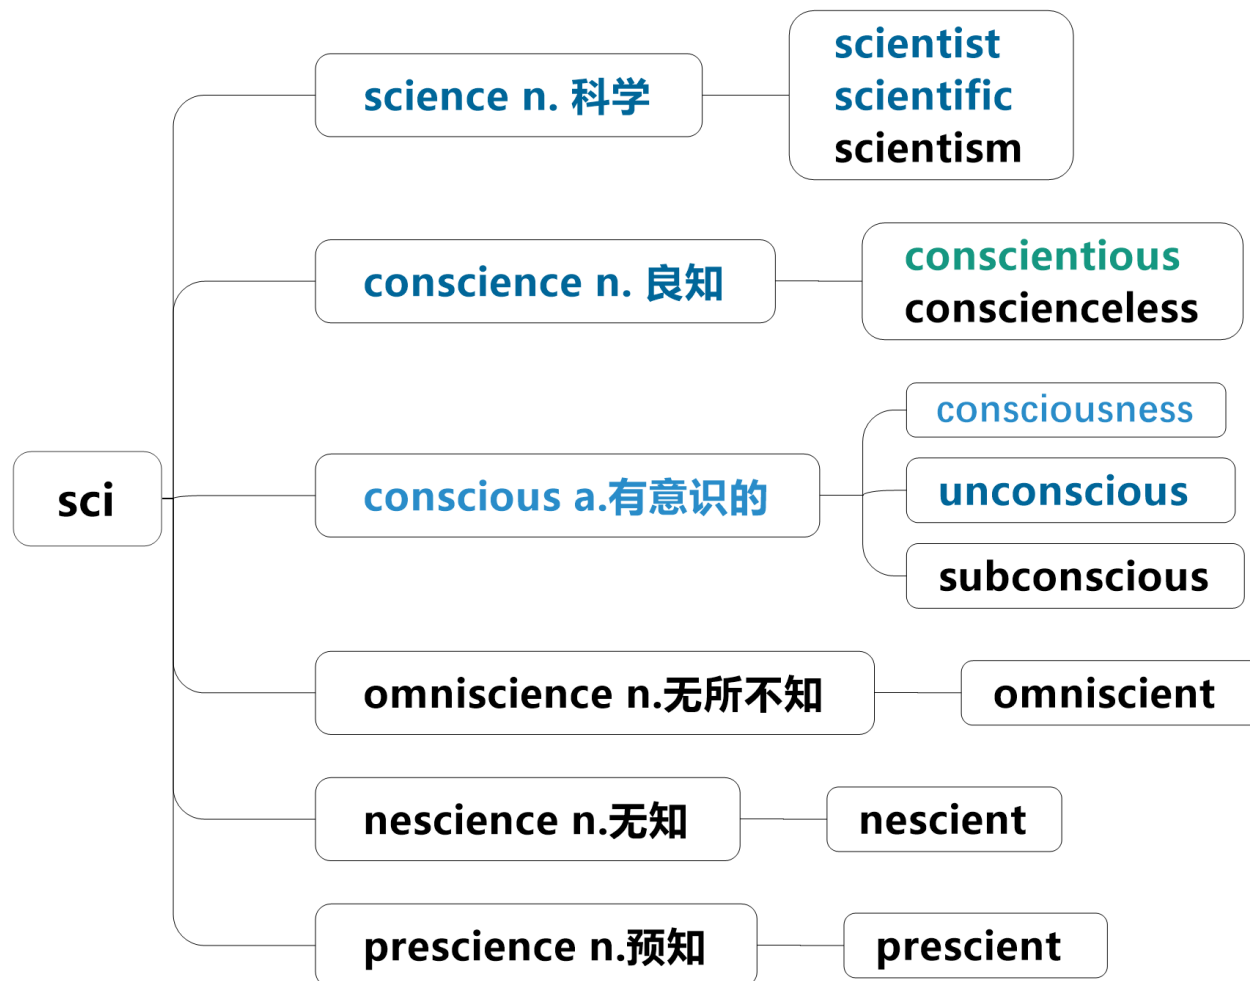 sci
science n. 科学
scientist
scientific
scientism
conscience n. 良知
conscientious
conscienceless
conscious a.有意识的
consciousness
unconscious
subconscious
omniscience n.无所不知
omniscient
nescience n.无知
nescient
prescience n.预知
prescient